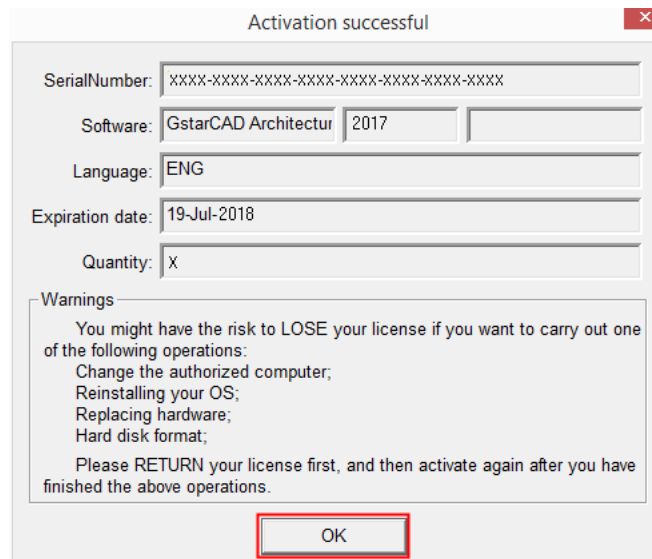 Activation successful
SerialNumber: xxxx-xxxx-xxxx-xxxx-xxxx-xxxx-xxxx-xxxx
Software: GstarCAD Architectur 2017
Language: ENG
Expiration date: 19-Jul-2018
Quantity: X
Warnings
You might have the risk to LOSE your license if you want to carry out one
of the following operations:
Change the authorized computer;
Reinstalling your OS;
Replacing hardware;
Hard disk format;
Please RETURN your license first, and then activate again after you have
finished the above operations.
OK